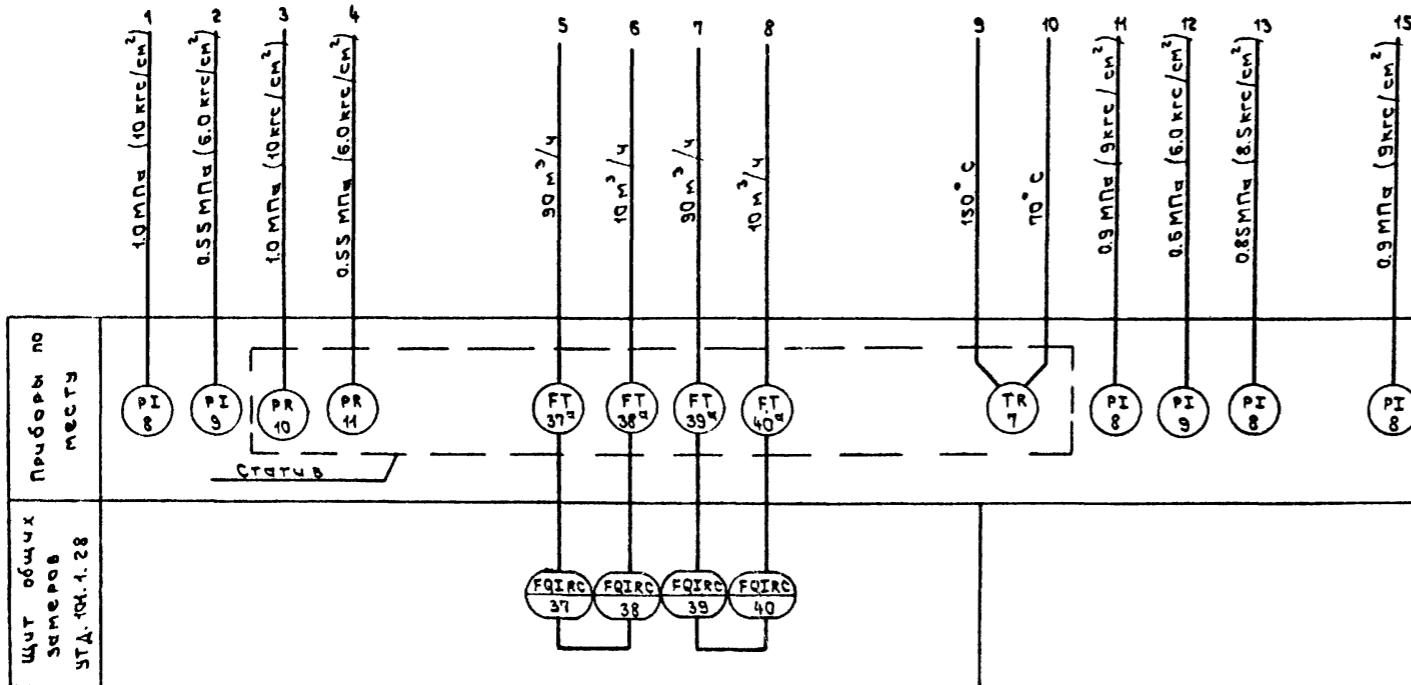 1
2
3
4
5
6
7
8
9
10
11
12
13
15
1.0 МПа (10 кгс/см²)
0.55 МПа (6.0 кгс/см²)
1.0 МПа (10 кгс/см²)
0.55 МПа (6.0 кгс/см²)
90 м³/ч
10 м³/ч
90 м³/ч
10 м³/ч
150°С
70°С
0.9 МПа (9 кгс/см²)
0.6 МПа (6.0 кгс/см²)
0.85 МПа (8.5 кгс/см²)
0.9 МПа (9 кгс/см²)
Приборы по
месту
PI
8
PI
9
PR
10
PR
11
FT
37а
FT
38а
FT
39а
FT
40а
TR
7
PI
8
PI
9
PI
8
PI
8
Статив
Щит общих
замеров
FQIRC
37
FQIRC
38
FQIRC
39
FQIRC
40